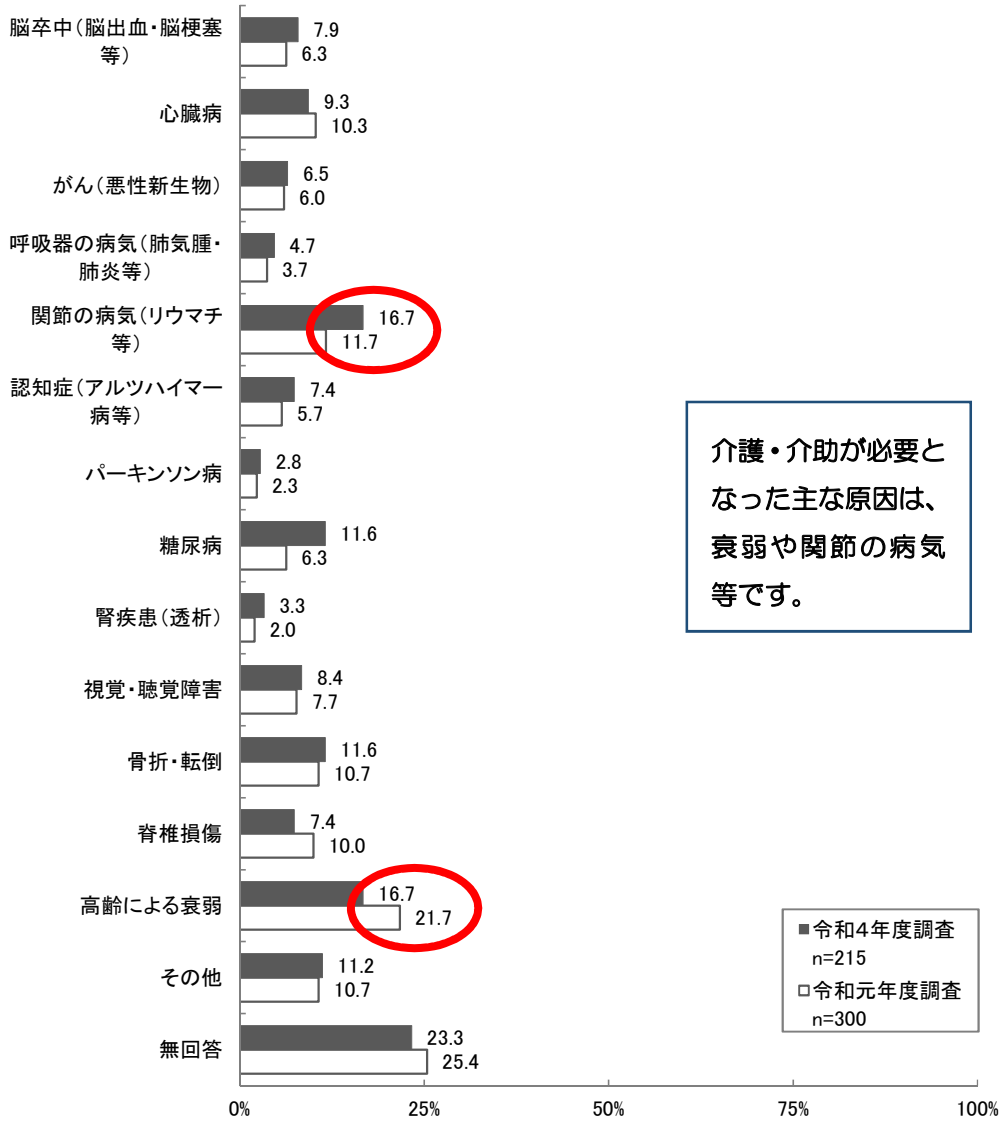 脳卒中（脳出血・脳梗塞
等）
7.9
6.3
心臓病
9.3
10.3
がん（悪性新生物）
6.5
6.0
呼吸器の病気（肺気腫・
肺炎等）
4.7
3.7
関節の病気（リウマチ
等）
16.7
11.7
認知症（アルツハイマー
病等）
7.4
5.7
パーキンソン病
2.8
2.3
糖尿病
11.6
6.3
腎疾患（透析）
3.3
2.0
視覚・聴覚障害
8.4
7.7
骨折・転倒
11.6
10.7
脊椎損傷
7.4
10.0
高齢による衰弱
16.7
21.7
その他
11.2
10.7
無回答
23.3
25.4
0%
25%
50%
75%
100%
介護・介助が必要と
なった主な原因は、
衰弱や関節の病気
等です。
令和4年度調査
n=215
令和元年度調査
n=300